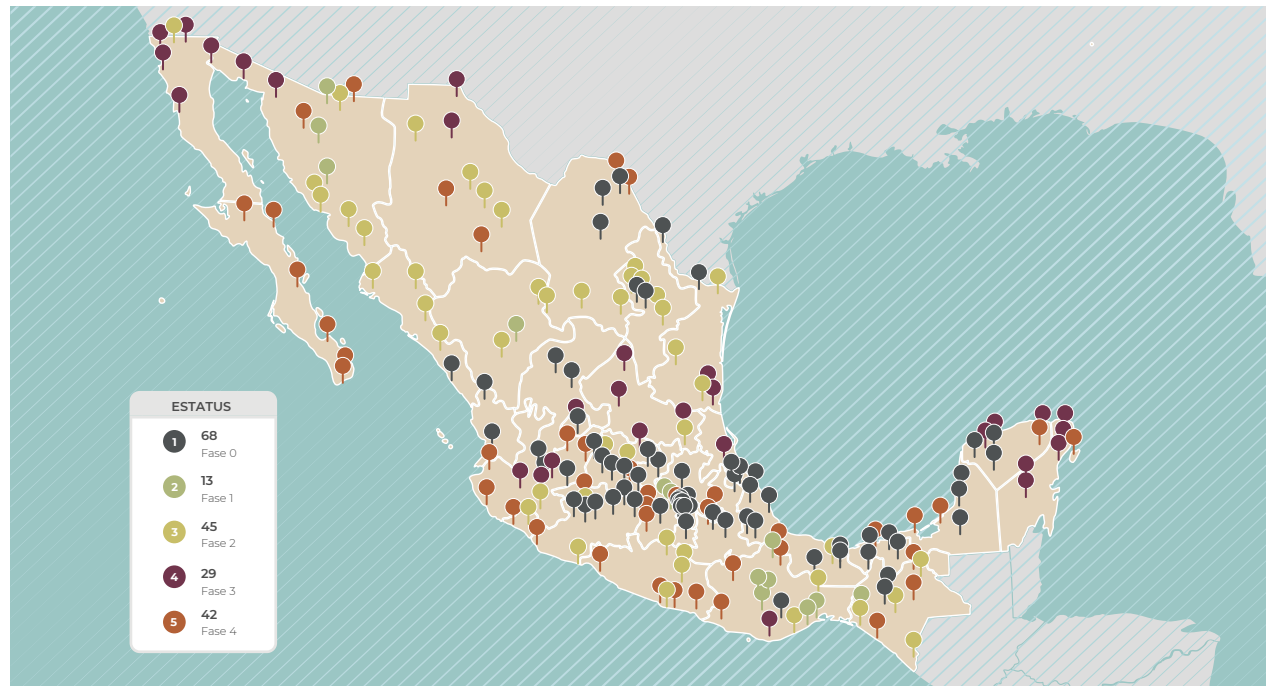 ESTATUS
1 68
Fase 0
2 13
Fase 1
3 45
Fase 2
4 29
Fase 3
5 42
Fase 4